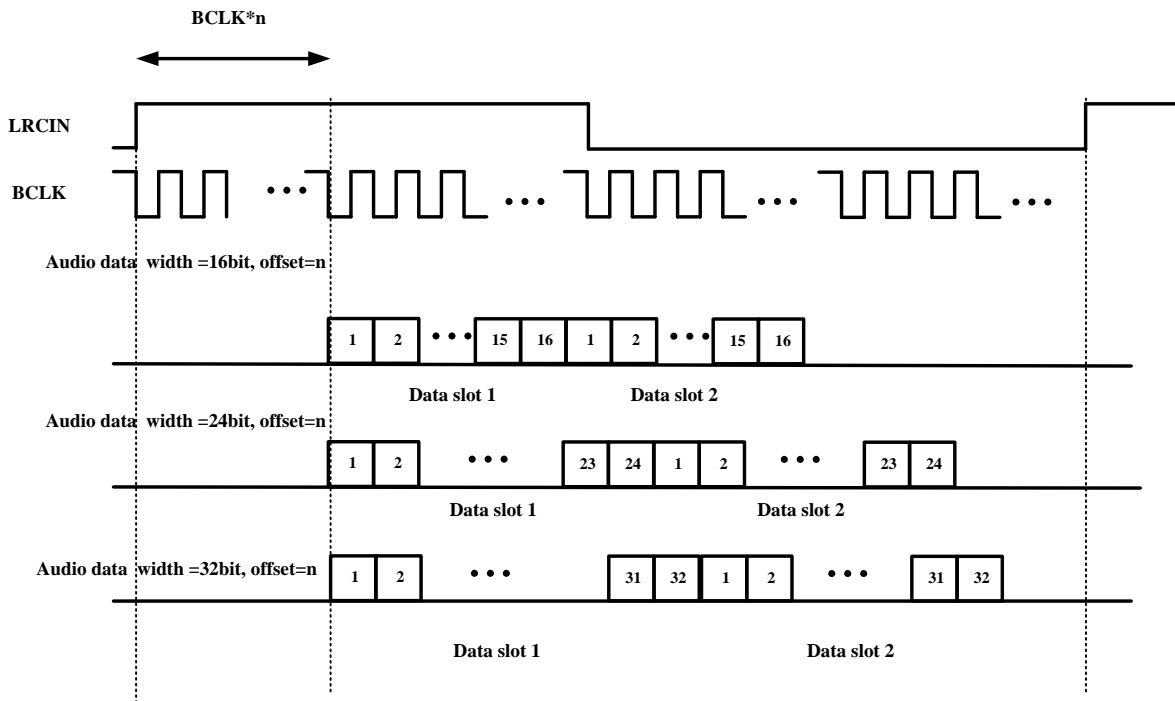 BCLK*n
LRCIN
BCLK
Audio data width =16bit, offset=n
1 2 15 16 1 2 15 16
Data slot 1 Data slot 2
Audio data width =24bit, offset=n
1 2 23 24 1 2 23 24
Data slot 1 Data slot 2
Audio data width =32bit, offset=n
1 2 31 32 1 2 31 32
Data slot 1 Data slot 2